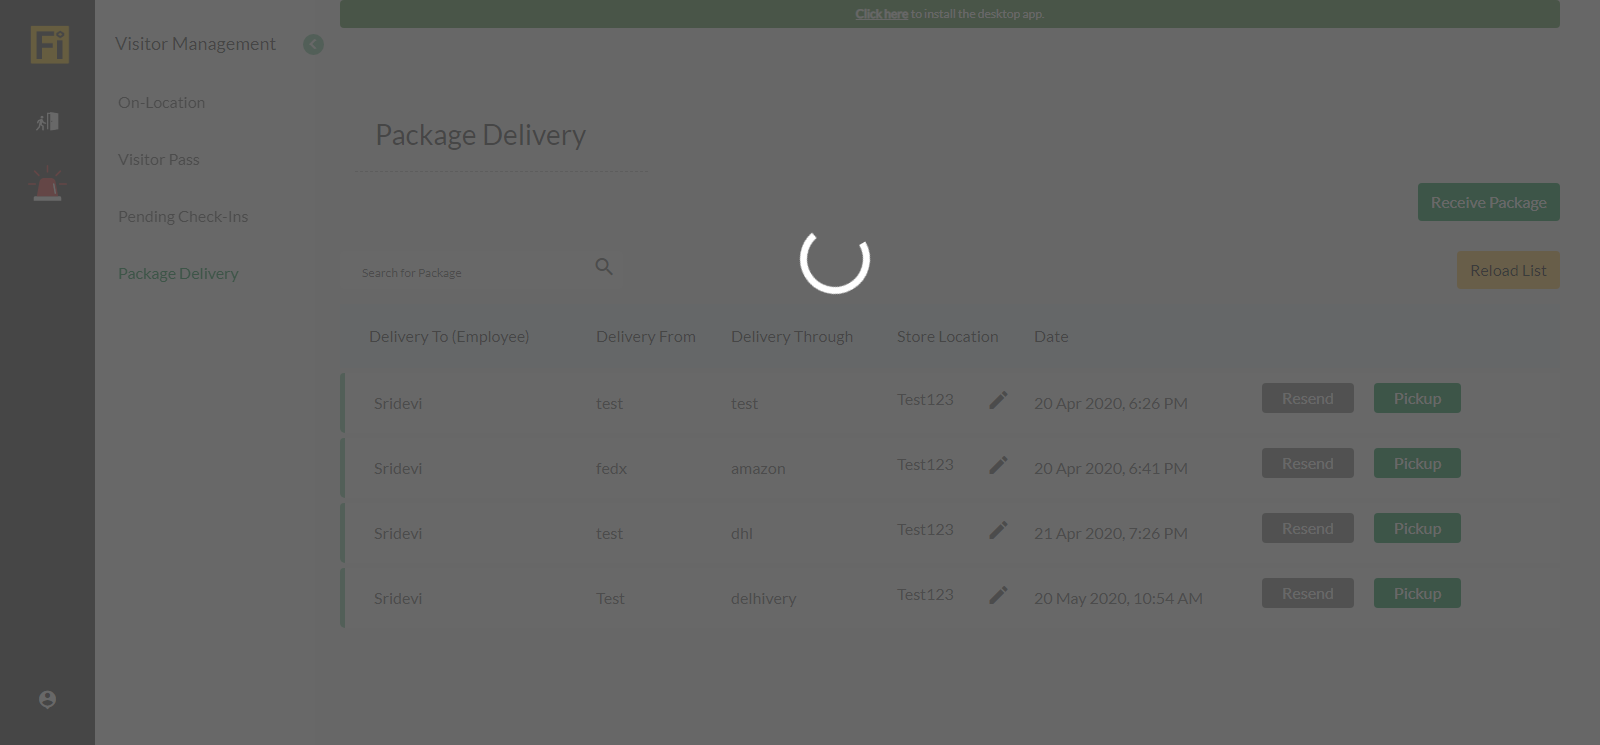 Click here to install the desktop app.
Fi
Visitor Management
On-Location
Visitor Pass
Pending Check-Ins
Package Delivery
Package Delivery
Receive Package
Search for Package
Reload List
Delivery To (Employee) Delivery From Delivery Through Store Location Date
Sridevi test test Test123 20 Apr 2020, 6:26 PM Resend Pickup
Sridevi fedx amazon Test123 20 Apr 2020, 6:41 PM Resend Pickup
Sridevi test dhl Test123 21 Apr 2020, 7:26 PM Resend Pickup
Sridevi Test delhivery Test123 20 May 2020, 10:54 AM Resend Pickup